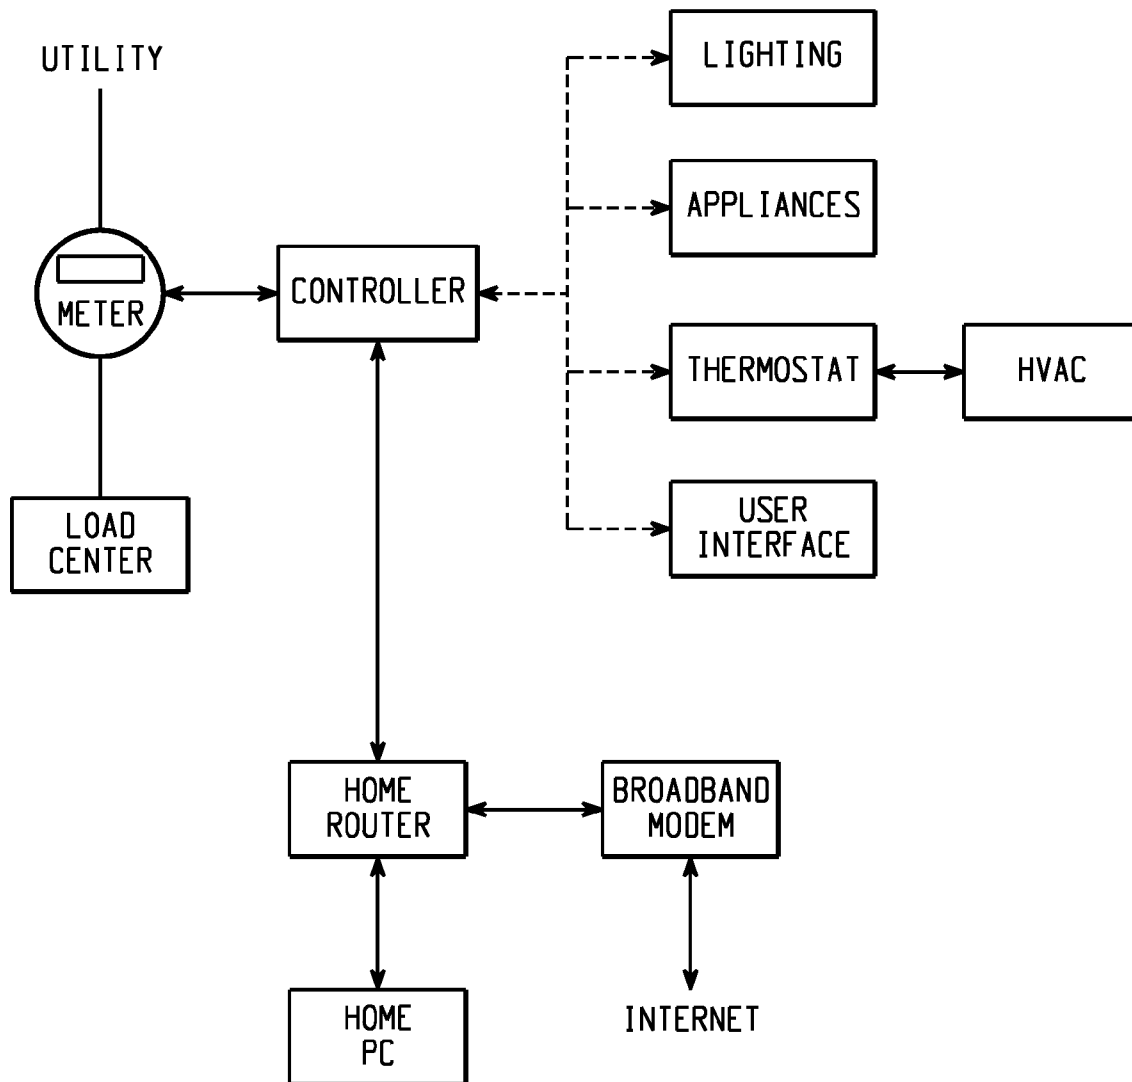 UTILITY
LIGHTING
APPLIANCES
METER
CONTROLLER
THERMOSTAT
HVAC
LOAD
CENTER
USER
INTERFACE
HOME
ROUTER
BROADBAND
MODEM
HOME
PC
INTERNET